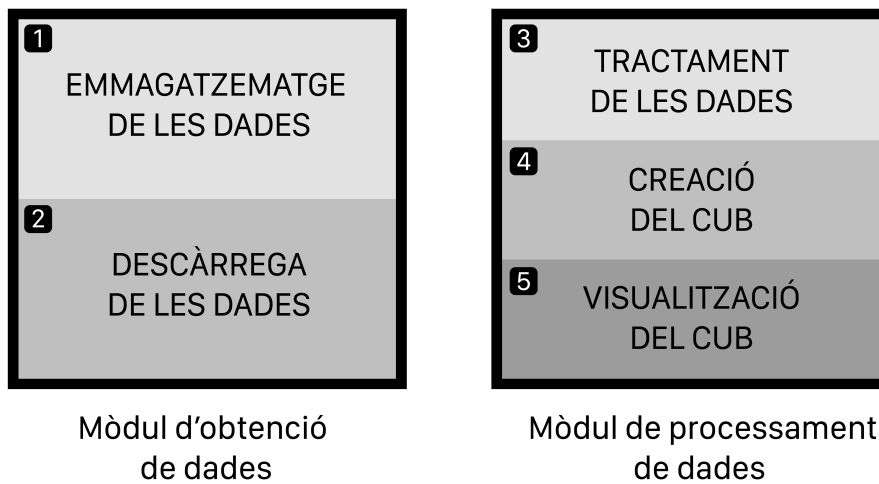 1
EMMAGATZEMATGE
DE LES DADES
2
DESCÀRREGA
DE LES DADES
Mòdul d’obtenció
de dades
3
TRACTAMENT
DE LES DADES
4
CREACIÓ
DEL CUB
5
VISUALITZACIÓ
DEL CUB
Mòdul de processament
de dades